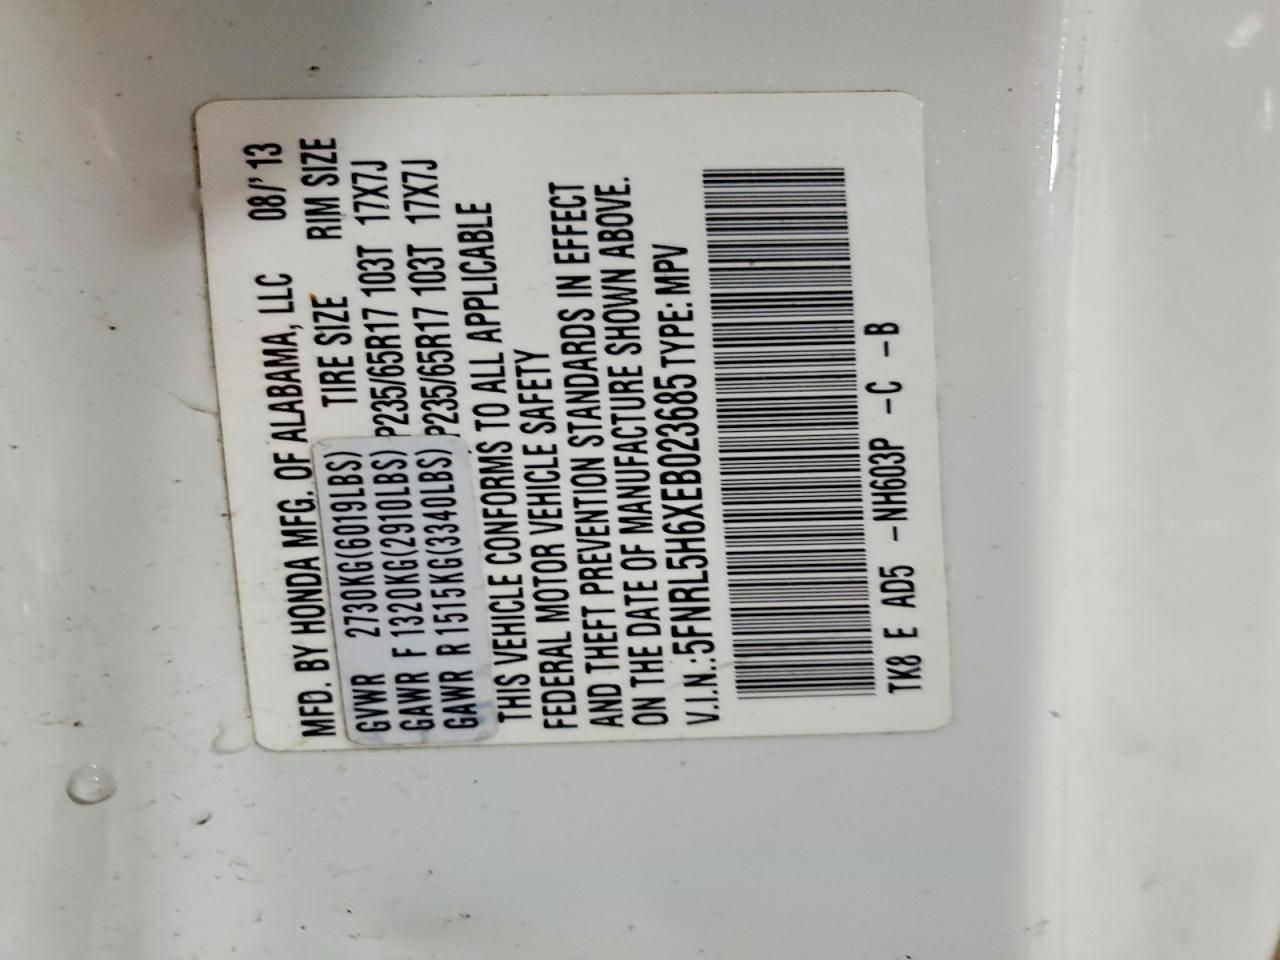 MFD. BY HONDA MFG. OF ALABAMA, LLC 08/'13
TIRE SIZE RIM SIZE
GVWR 2730KG(6019LBS)
GAWR F 1320KG(2910LBS) P235/65R17 103T 17X7J
GAWR R 1515KG(3340LBS) P235/65R17 103T 17X7J
THIS VEHICLE CONFORMS TO ALL APPLICABLE
FEDERAL MOTOR VEHICLE SAFETY
AND THEFT PREVENTION STANDARDS IN EFFECT
ON THE DATE OF MANUFACTURE SHOWN ABOVE.
V.I.N.:5FNRL5H6XEB023685 TYPE: MPV
TK8 E AD5 -NH603P -C -B